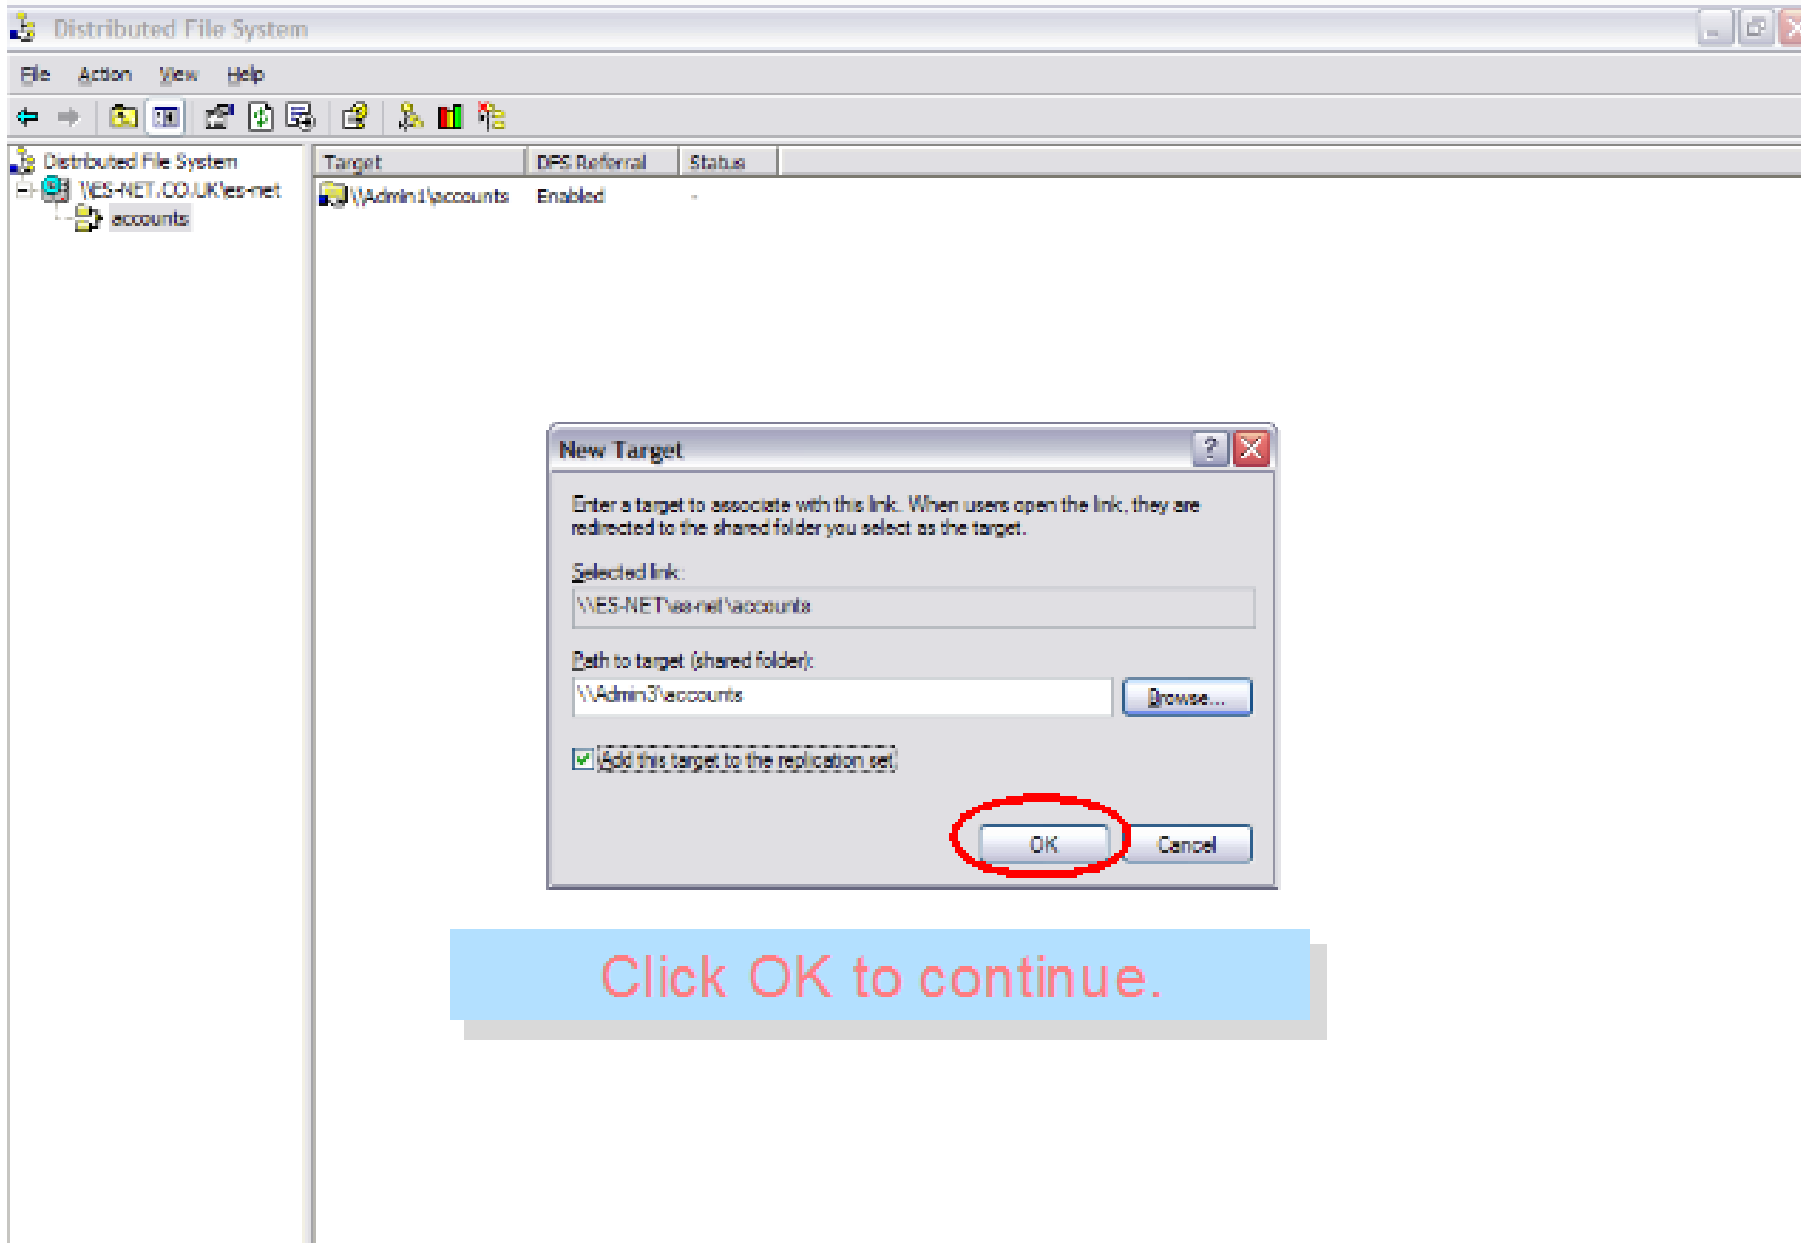 Distributed File System
File Action View Help
Distributed File System
\\ES-NET.CO.UK\es-net
accounts
Target DFS Referral Status
\\Admin1\accounts Enabled -
New Target
Enter a target to associate with this link. When users open the link, they are
redirected to the shared folder you select as the target.
Selected link:
\\ES-NET\es-net\accounts
Path to target (shared folder):
\\Admin3\accounts
Browse...
Add this target to the replication set
OK Cancel
Click OK to continue.